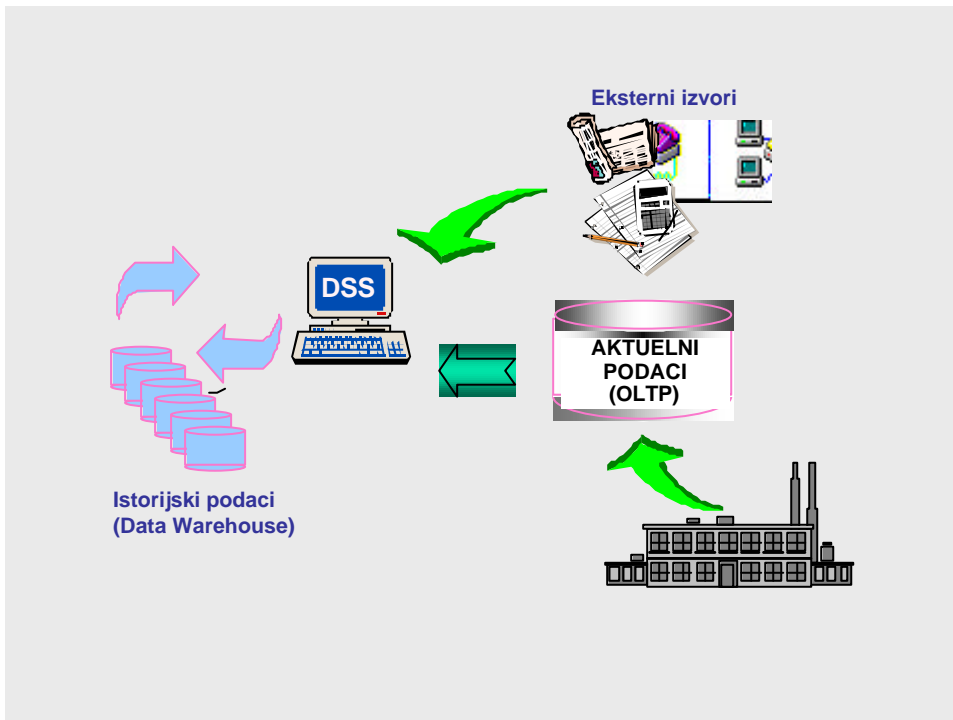 Eksterni izvori
DSS
AKTUELNI
PODACI
(OLTP)
Istorijski podaci
(Data Warehouse)